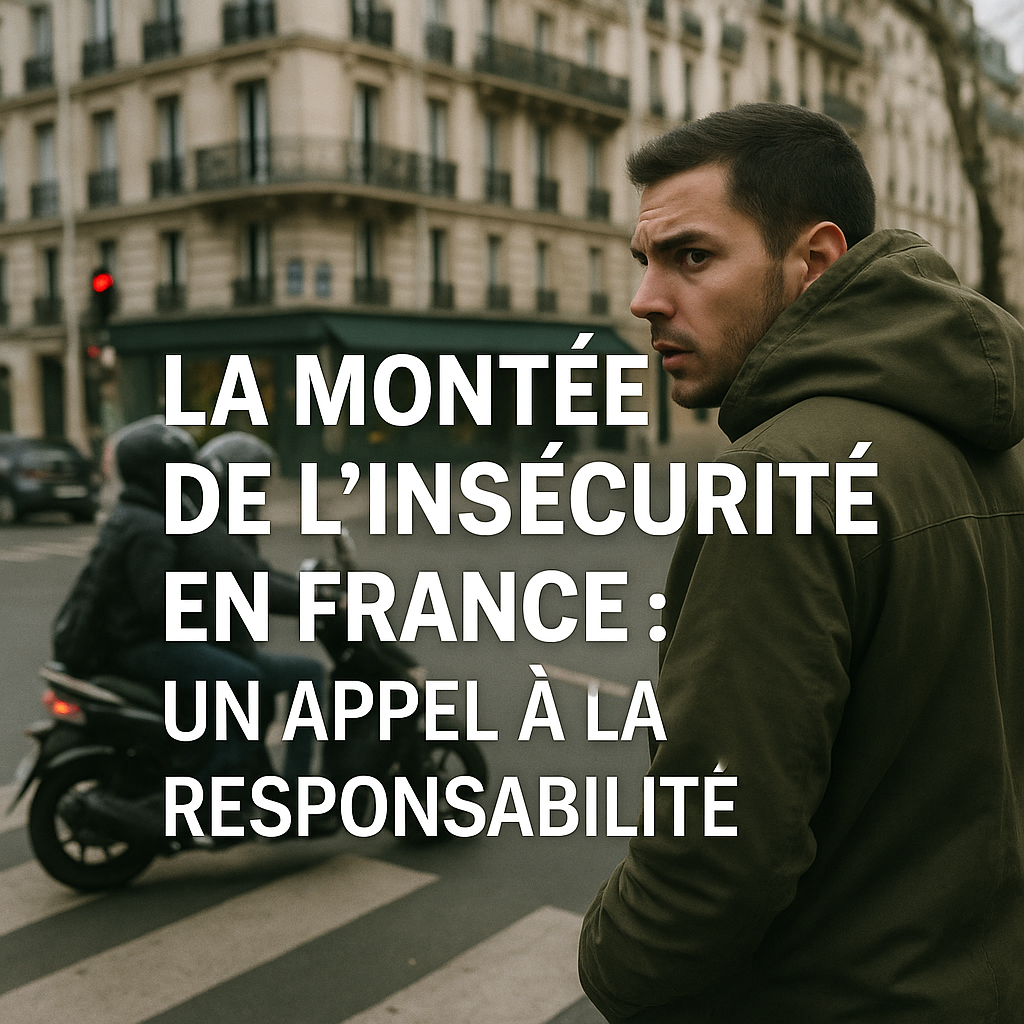 LA MONTÉE
DE L’INSÉCURITÉ
EN FRANCE :
UN APPEL À LA
RESPONSABILITÉ